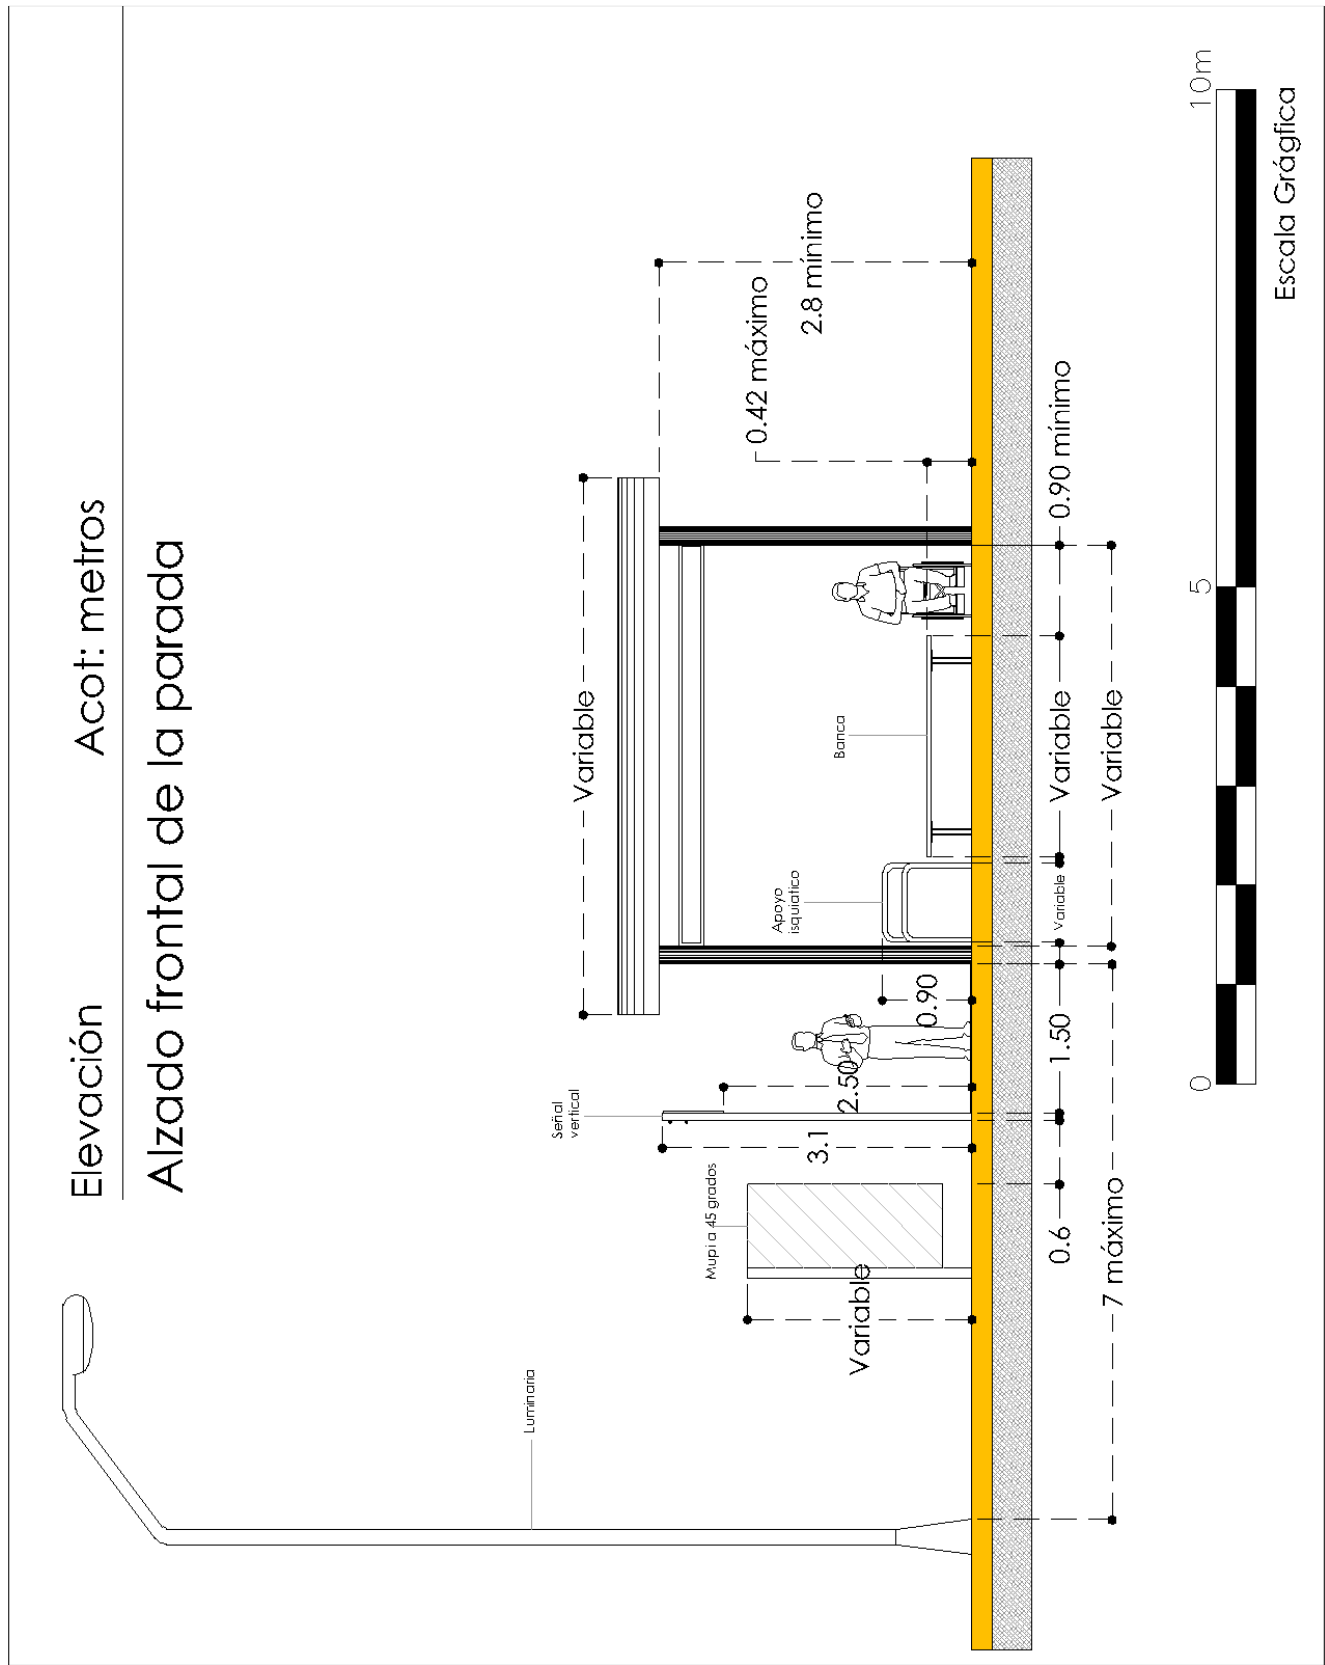 Elevación
Acot: metros
Alzado frontal de la parada
Luminaria
Señal
vertical
Variable
Mupi a 45 grados
Variable
3.1
2.50
0.90
Apoyo
isquiatico
Banca
0.42 máximo
2.8 mínimo
0.6
1.50
Variable
Variable
0.90 mínimo
7 máximo
Variable
0
5
10m
Escala Grágfica